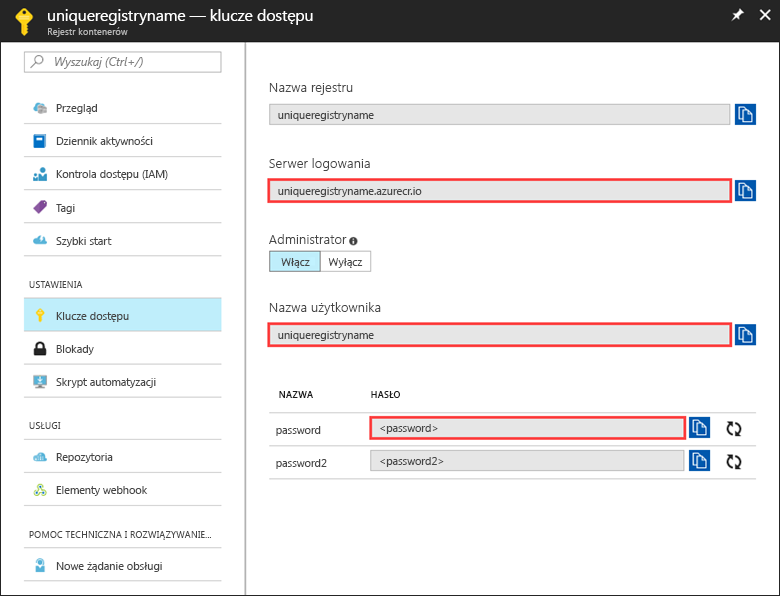 uniqueregistryname — klucze dostępu
Rejestr kontenerów
Wyszukaj (Ctrl+/)
Przegląd
Dziennik aktywności
Kontrola dostępu (IAM)
Tagi
Szybki start
USTAWIENIA
Klucze dostępu
Blokady
Skrypt automatyzacji
USŁUGI
Repozytoria
Elementy webhook
POMOC TECHNICZNA I ROZWIĄZYWANIE...
Nowe żądanie obsługi
Nazwa rejestru
uniqueregistryname
Serwer logowania
uniqueregistryname.azurecr.io
Administrator
Włącz Wyłącz
Nazwa użytkownika
uniqueregistryname
NAZWA HASŁO
password <password>
password2 <password2>